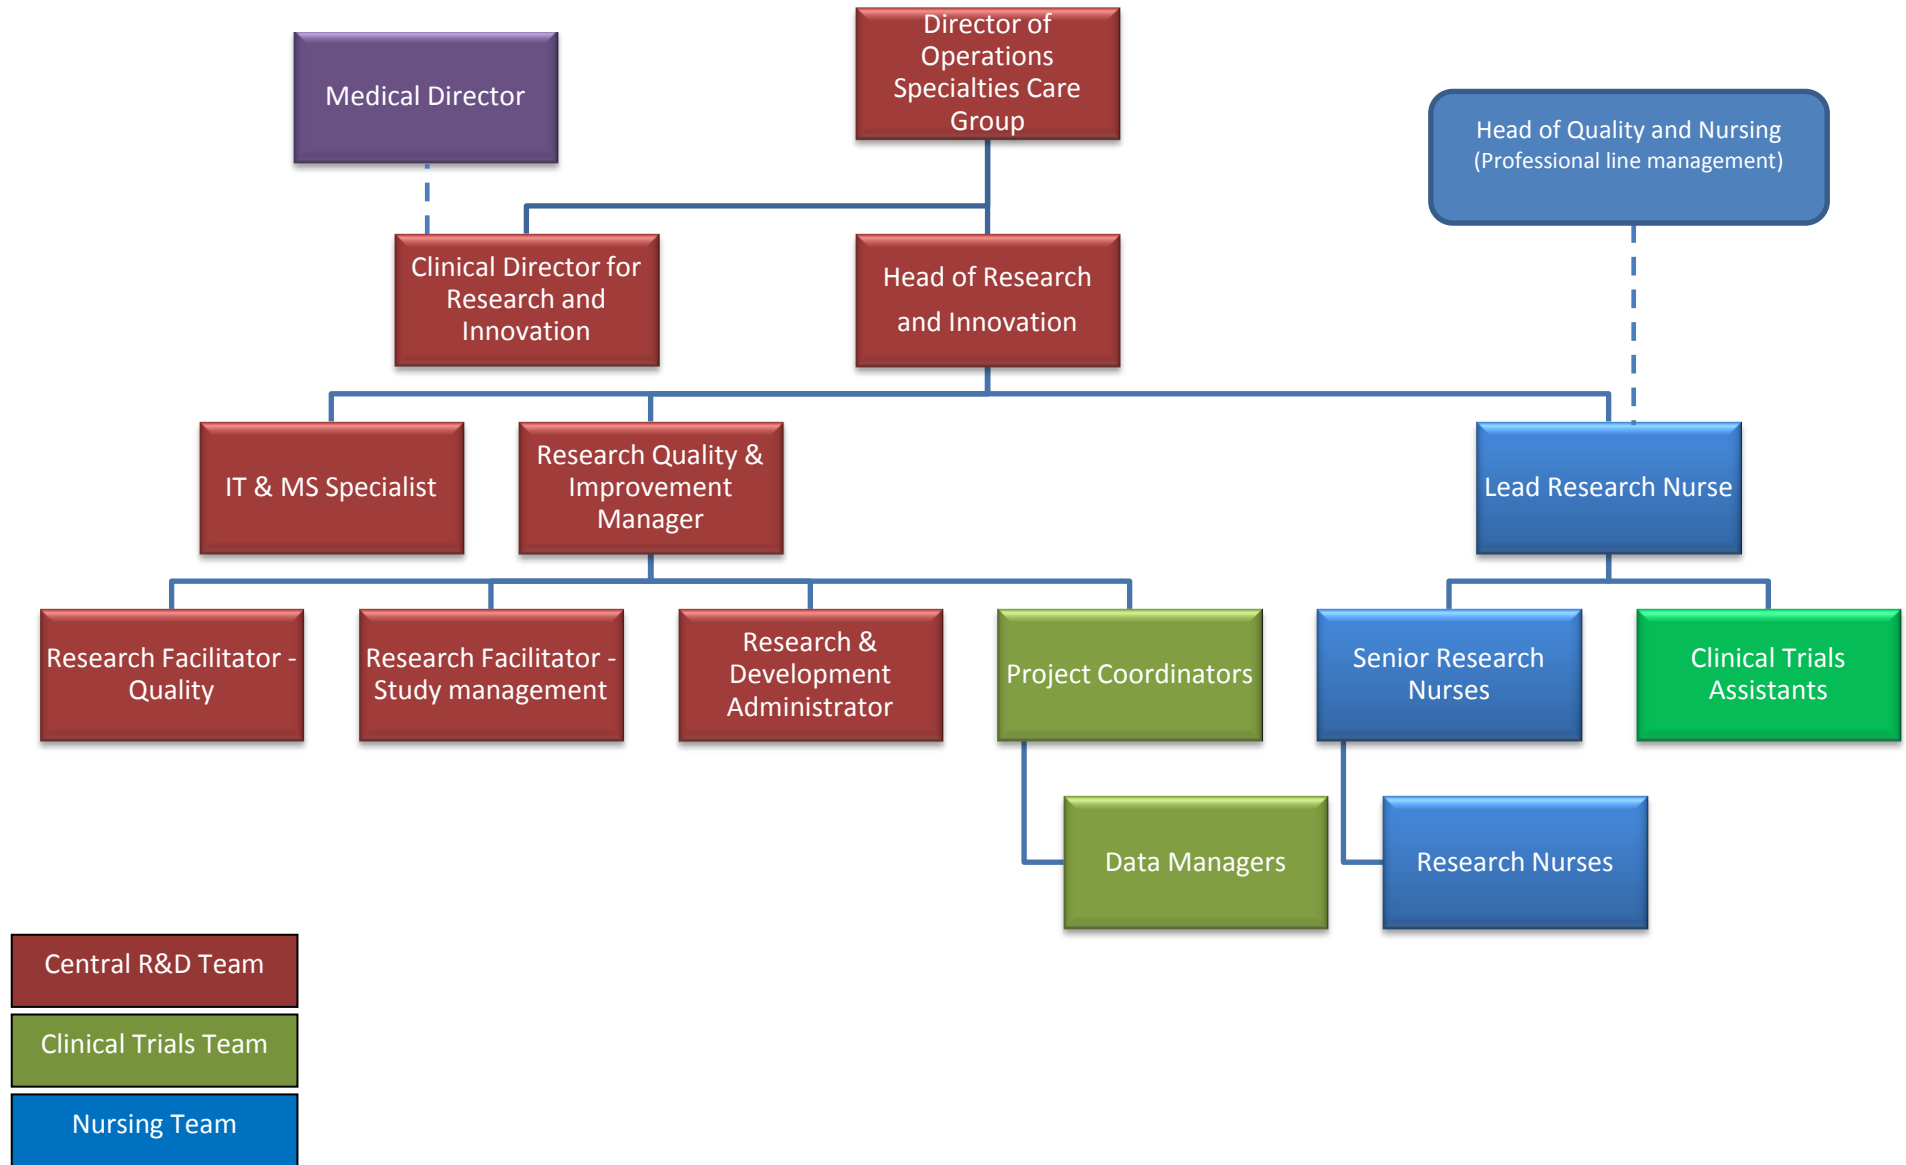 Director of
Operations
Specialties Care
Group
Medical Director
Head of Quality and Nursing
(Professional line management)
Clinical Director for
Research and
Innovation
Head of Research
and Innovation
IT & MS Specialist
Research Quality &
Improvement
Manager
Lead Research Nurse
Research Facilitator -
Quality
Research Facilitator -
Study management
Research &
Development
Administrator
Project Coordinators
Senior Research
Nurses
Clinical Trials
Assistants
Data Managers
Research Nurses
Central R&D Team
Clinical Trials Team
Nursing Team